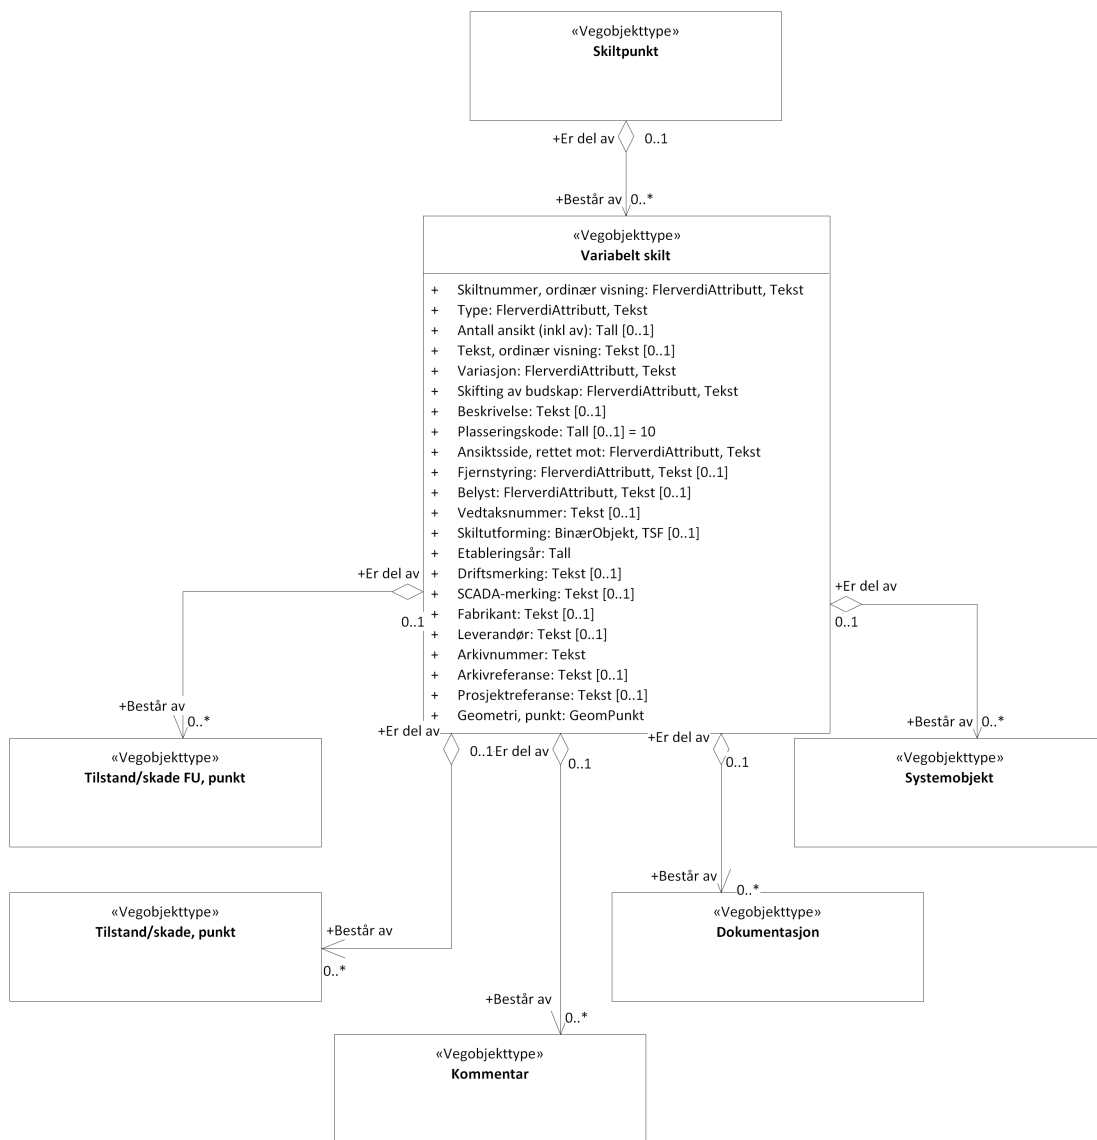 «Vegobjekttype»
Skiltpunkt
+Er del av
0..1
+Består av
0..*
«Vegobjekttype»
Variabelt skilt
+ Skiltnummer, ordinær visning: FlerverdiAttributt, Tekst
+ Type: FlerverdiAttributt, Tekst
+ Antall ansikt (inkl av): Tall [0..1]
+ Tekst, ordinær visning: Tekst [0..1]
+ Variasjon: FlerverdiAttributt, Tekst
+ Skifting av budskap: FlerverdiAttributt, Tekst
+ Beskrivelse: Tekst [0..1]
+ Plasseringskode: Tall [0..1] = 10
+ Ansiktsside, rettet mot: FlerverdiAttributt, Tekst
+ Fjernstyring: FlerverdiAttributt, Tekst [0..1]
+ Belyst: FlerverdiAttributt, Tekst [0..1]
+ Vedtaksnummer: Tekst [0..1]
+ Skiltutforming: BinærObjekt, TSF [0..1]
+ Etableringsår: Tall
+ Driftsmerking: Tekst [0..1]
+ SCADA-merking: Tekst [0..1]
+ Fabrikant: Tekst [0..1]
+ Leverandør: Tekst [0..1]
+ Arkivnummer: Tekst
+ Arkivreferanse: Tekst [0..1]
+ Prosjektreferanse: Tekst [0..1]
+ Geometri, punkt: GeomPunkt
+Er del av
0..1
+Er del av
0..1
+Består av
0..*
+Består av
0..*
+Er del av
0..1
Er del av
0..1
+Er del av
0..1
«Vegobjekttype»
Tilstand/skade FU, punkt
«Vegobjekttype»
Systemobjekt
+Består av
0..*
«Vegobjekttype»
Tilstand/skade, punkt
+Består av
0..*
«Vegobjekttype»
Dokumentasjon
+Består av
0..*
«Vegobjekttype»
Kommentar